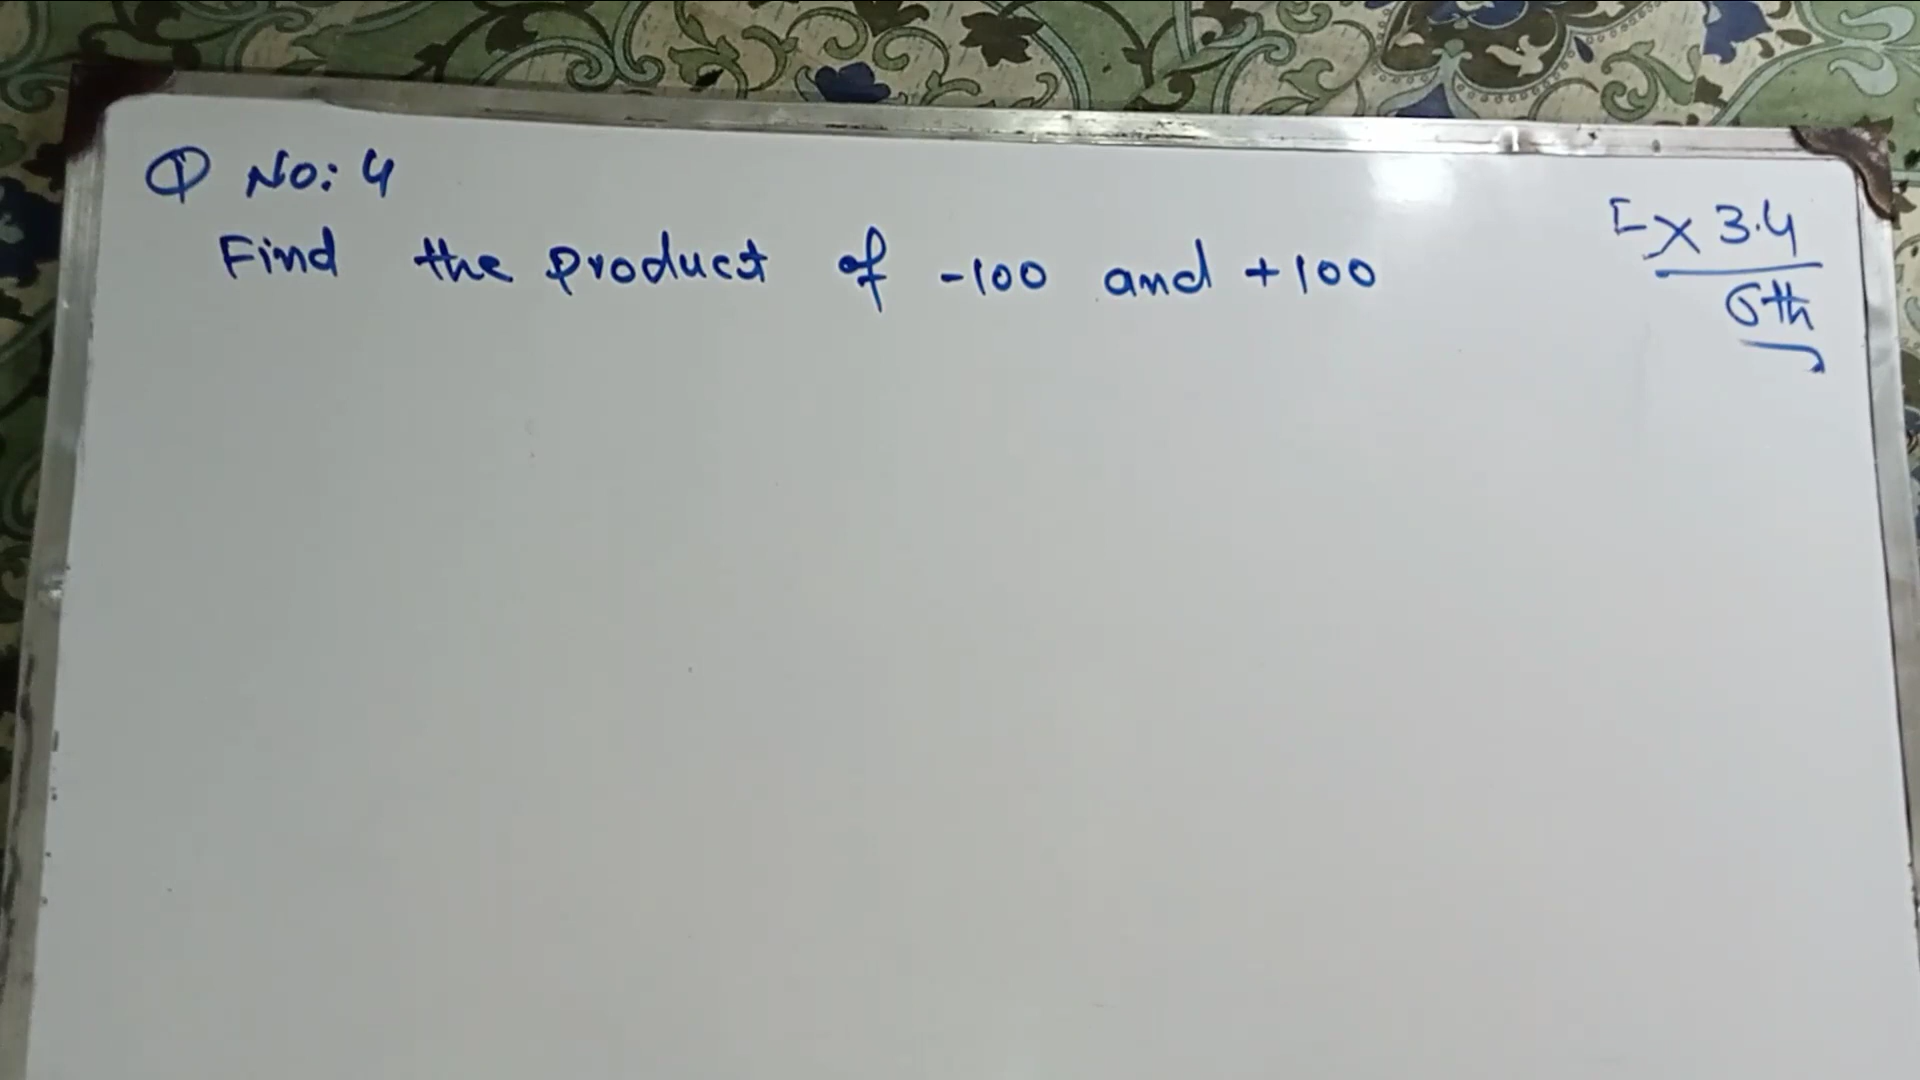 Q No: 4
Find the product of -100 and +100
Ex 3.4
6th